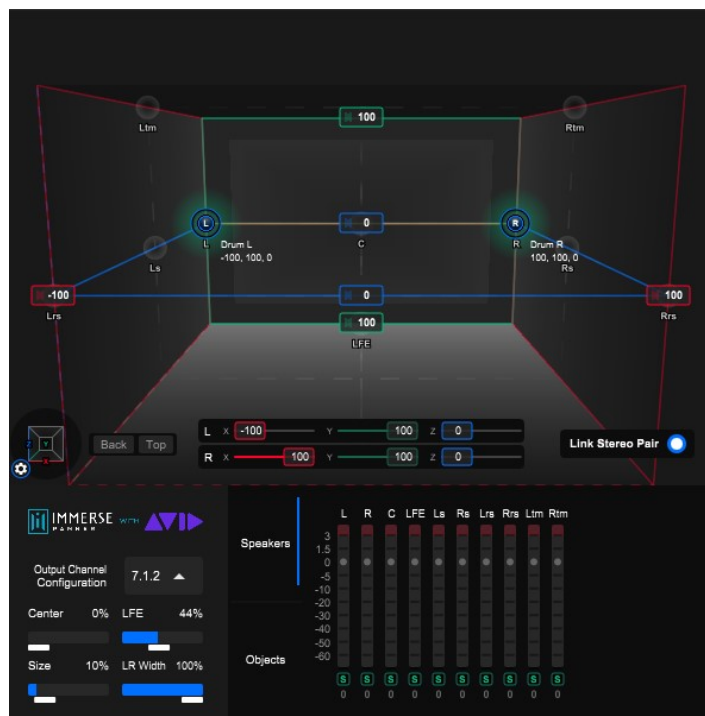 100
Ltm
Rtm
L
R
0
L
Drum L
-100, 100, 0
C
R
Drum R
100, 100, 0
Ls
Rs
-100
0
100
Lrs
100
Rrs
LFE
L X -100 Y 100 Z 0
R X 100 Y 100 Z 0
Z Y X
Back Top
Link Stereo Pair
IMMERSE WITH AVID
PANNER
L R C LFE Ls Rs Lrs Rrs Ltm Rtm
Speakers
3
1.5
0
-5
-10
-20
-30
-40
-50
-60
Output Channel
Configuration
7.1.2
Center 0% LFE 44%
Size 10% LR Width 100%
Objects
S S S S S S S S S S
0 0 0 0 0 0 0 0 0 0